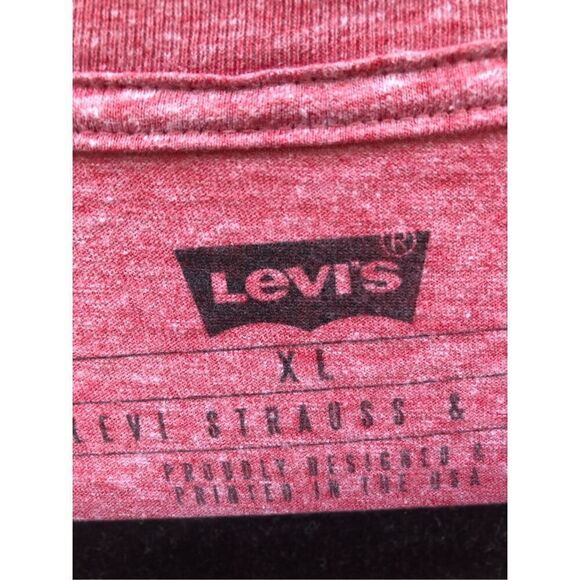 LEVI'S®
XL
LEVI STRAUSS &
PROUDLY DESIGNED &
PRINTED IN THE USA